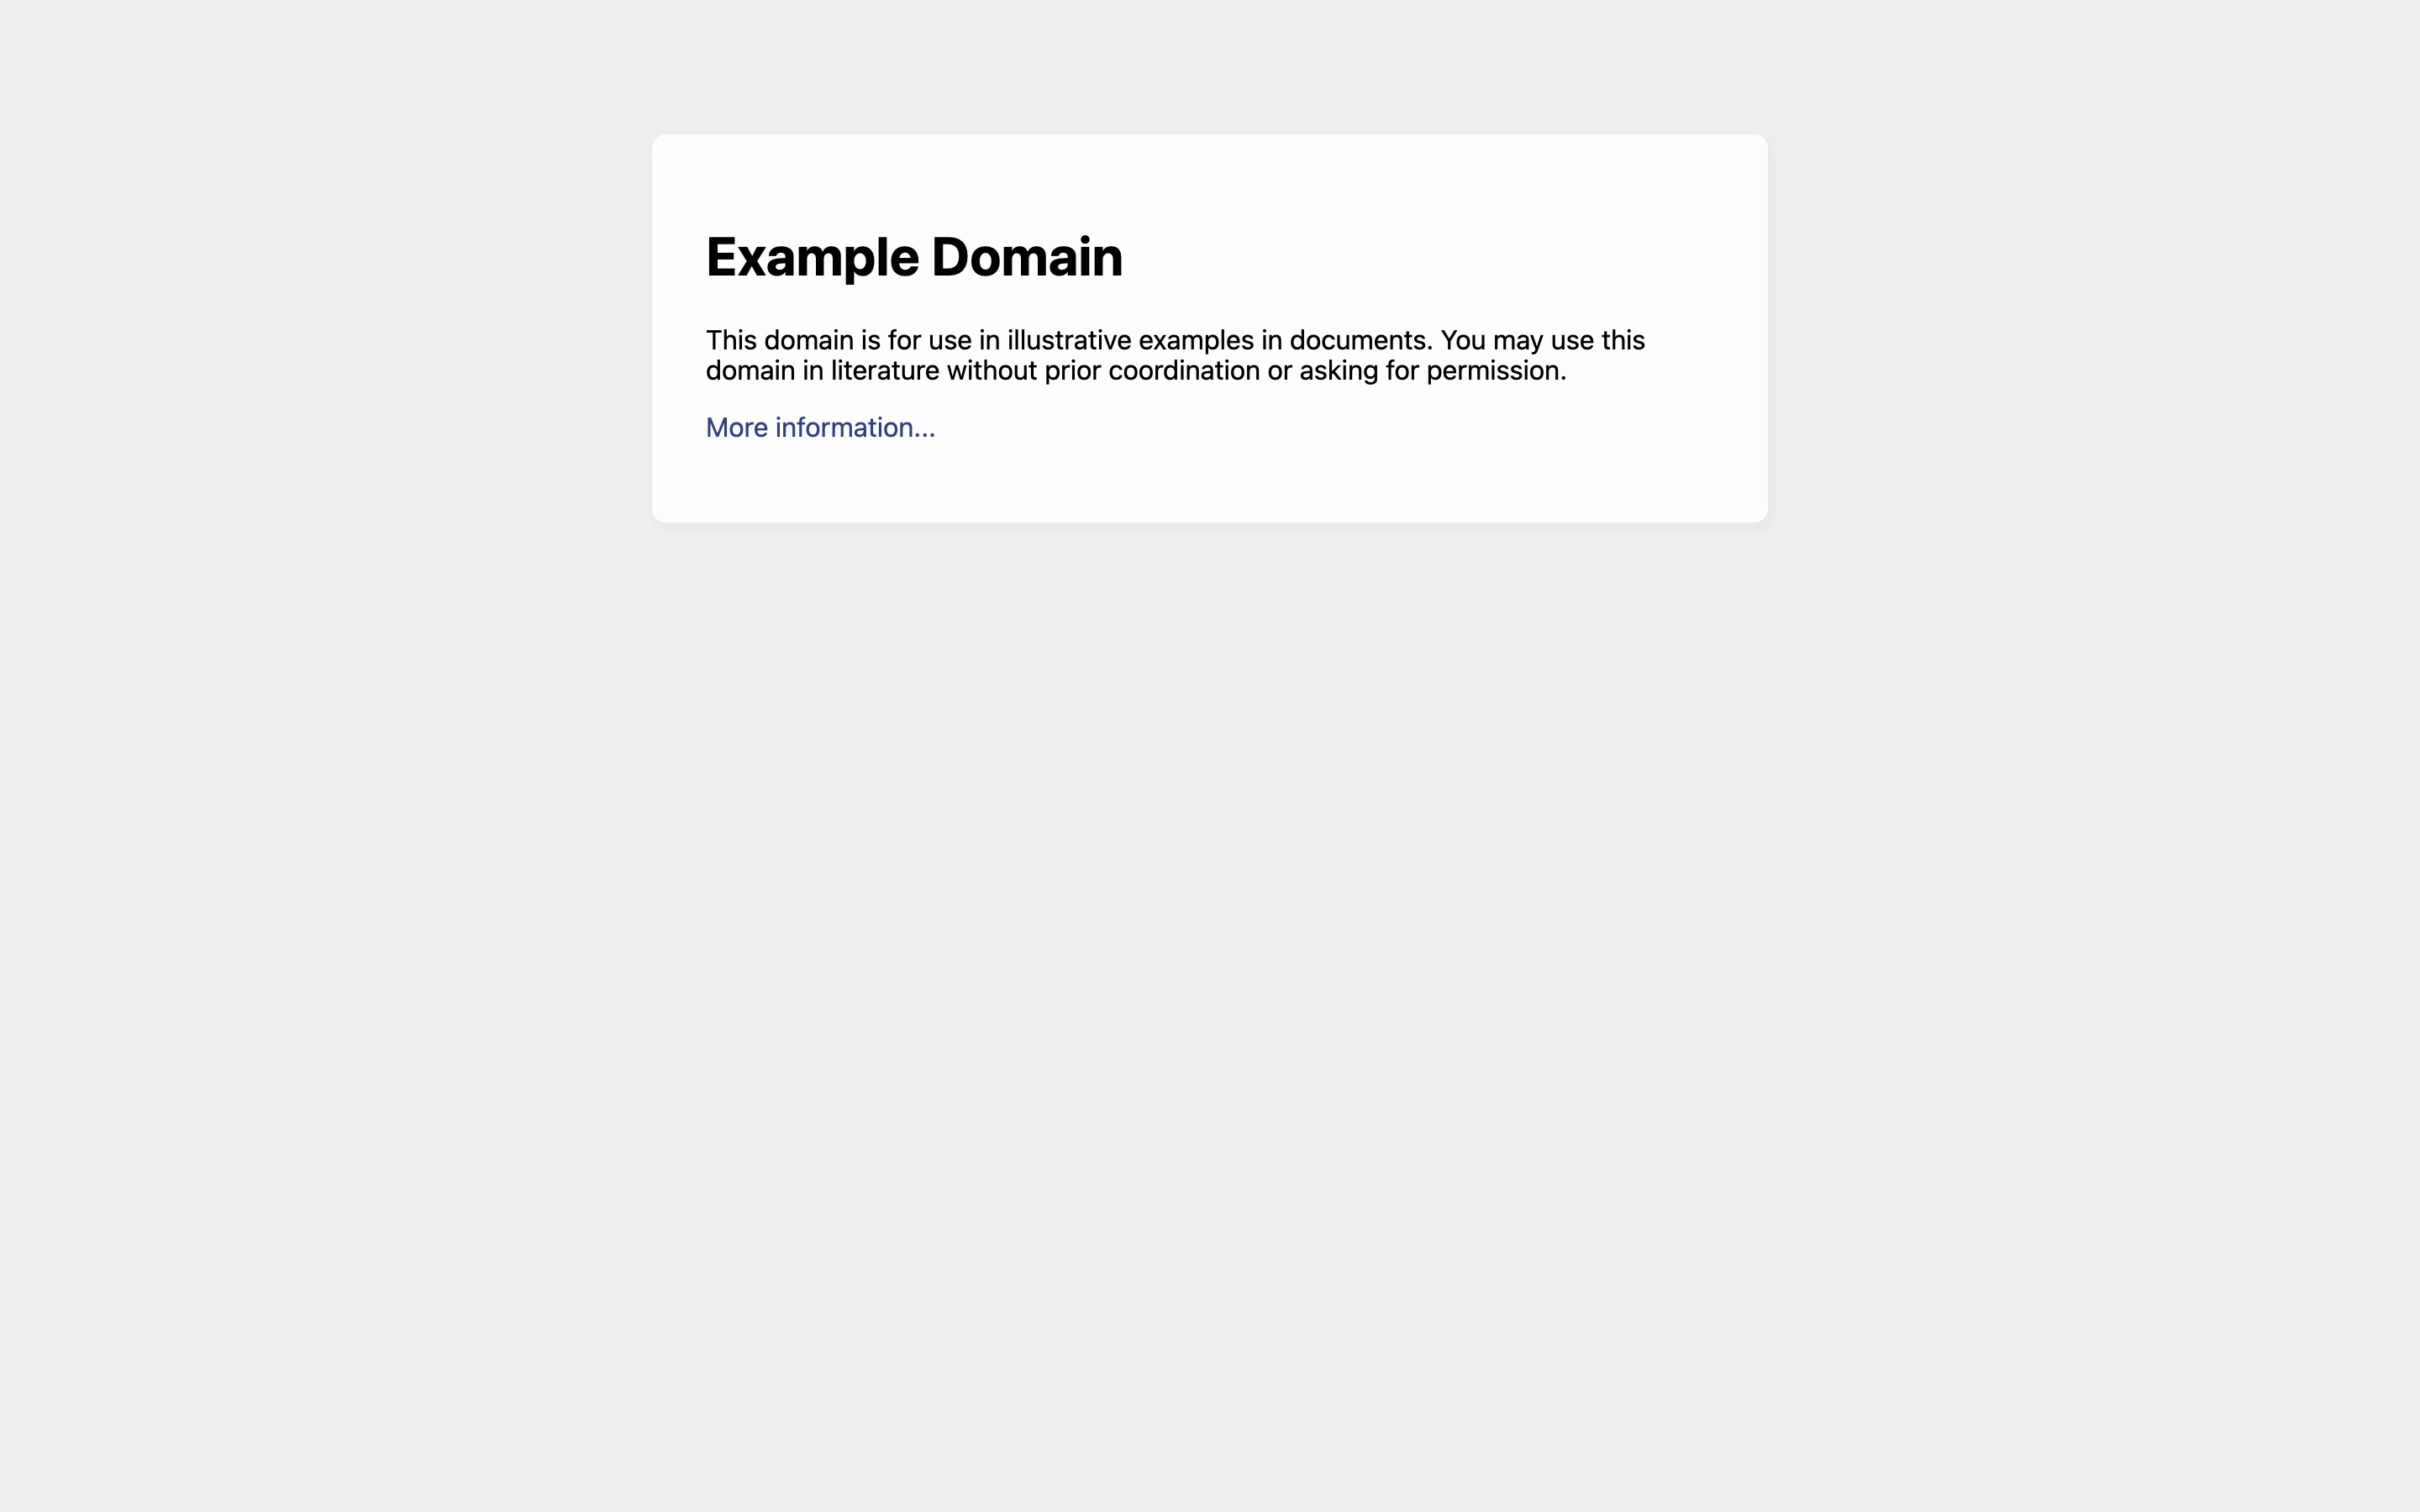 Example Domain
This domain is for use in illustrative examples in documents. You may use this
domain in literature without prior coordination or asking for permission.
More information...